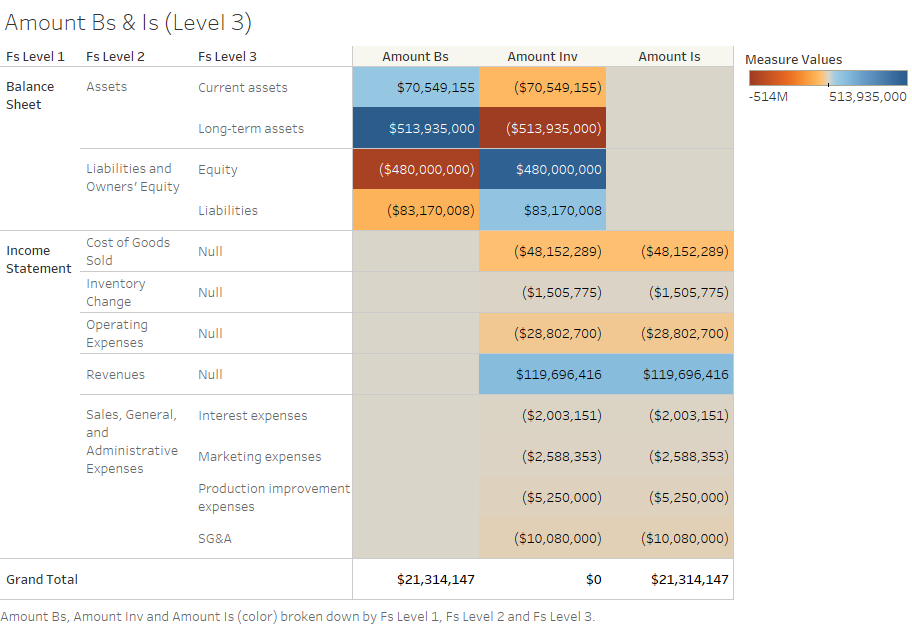 Amount Bs & Is (Level 3)
Fs Level 1 Fs Level 2 Fs Level 3 Amount Bs Amount Inv Amount Is
Measure Values
-514M 513,935,000
Balance
Sheet
Assets
Current assets $70,549,155 ($70,549,155)
Long-term assets $513,935,000 ($513,935,000)
Liabilities and
Owners’ Equity
Equity ($480,000,000) $480,000,000
Liabilities ($83,170,008) $83,170,008
Income
Statement
Cost of Goods
Sold
Null ($48,152,289) ($48,152,289)
Inventory
Change
Null ($1,505,775) ($1,505,775)
Operating
Expenses
Null ($28,802,700) ($28,802,700)
Revenues Null $119,696,416 $119,696,416
Sales, General,
and
Administrative
Expenses
Interest expenses ($2,003,151) ($2,003,151)
Marketing expenses ($2,588,353) ($2,588,353)
Production improvement
expenses
($5,250,000) ($5,250,000)
SG&A ($10,080,000) ($10,080,000)
Grand Total $21,314,147 $0 $21,314,147
Amount Bs, Amount Inv and Amount Is (color) broken down by Fs Level 1, Fs Level 2 and Fs Level 3.